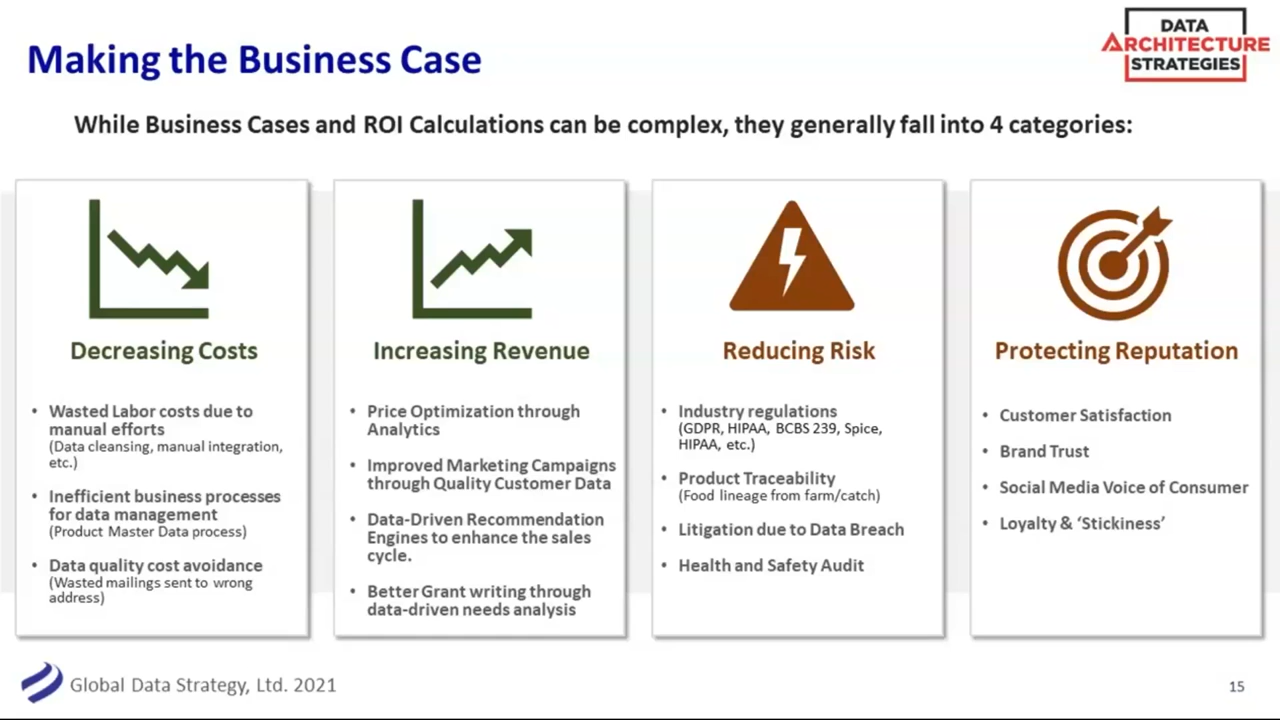 Making the Business Case
DATA
ARCHITECTURE
STRATEGIES
While Business Cases and ROI Calculations can be complex, they generally fall into 4 categories:
Decreasing Costs
• Wasted Labor costs due to
manual efforts
(Data cleansing, manual integration,
etc.)
• Inefficient business processes
for data management
(Product Master Data process)
• Data quality cost avoidance
(Wasted mailings sent to wrong
address)
Increasing Revenue
• Price Optimization through
Analytics
• Improved Marketing Campaigns
through Quality Customer Data
• Data-Driven Recommendation
Engines to enhance the sales
cycle.
• Better Grant writing through
data-driven needs analysis
Reducing Risk
• Industry regulations
(GDPR, HIPAA, BCBS 239, Spice,
HIPAA, etc.)
• Product Traceability
(Food lineage from farm/catch)
• Litigation due to Data Breach
• Health and Safety Audit
Protecting Reputation
• Customer Satisfaction
• Brand Trust
• Social Media Voice of Consumer
• Loyalty & ‘Stickiness’
Global Data Strategy, Ltd. 2021
15